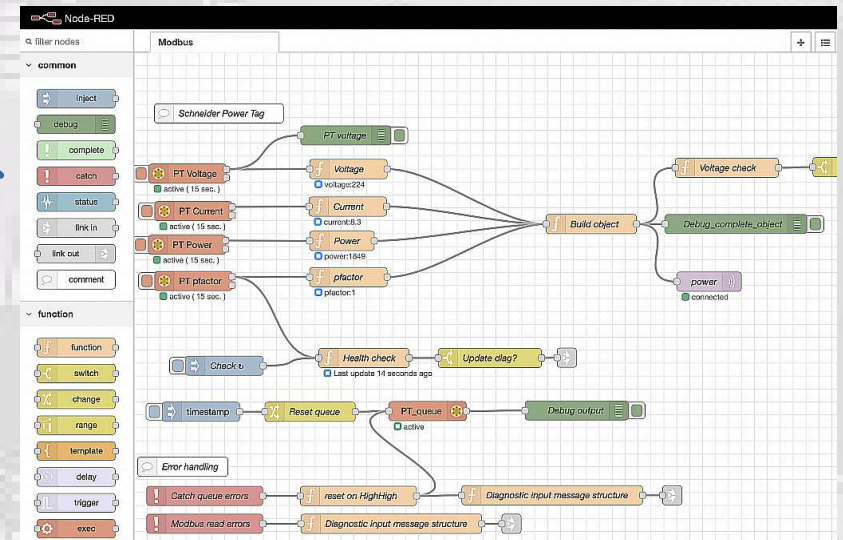 Node-RED
filter nodes
Modbus
common
inject
debug
complete
catch
status
link in
link out
comment
function
function
switch
change
range
template
delay
trigger
exec
Schneider Power Tag
PT voltage
PT Voltage
active ( 15 sec. )
Voltage
voltage:224
Voltage check
PT Current
active ( 15 sec. )
Current
current:8,3
Build object
Debug_complete_object
PT Power
active ( 15 sec. )
Power
power:1849
PT pfactor
active ( 15 sec. )
pfactor
pfactor:1
power
connected
Check ↻
Health check
Last update 14 seconds ago
Update diag?
timestamp
Reset queue
PT_queue
active
Debug output
Error handling
Catch queue errors
reset on HighHigh
Diagnostic input message structure
Modbus read errors
Diagnostic input message structure